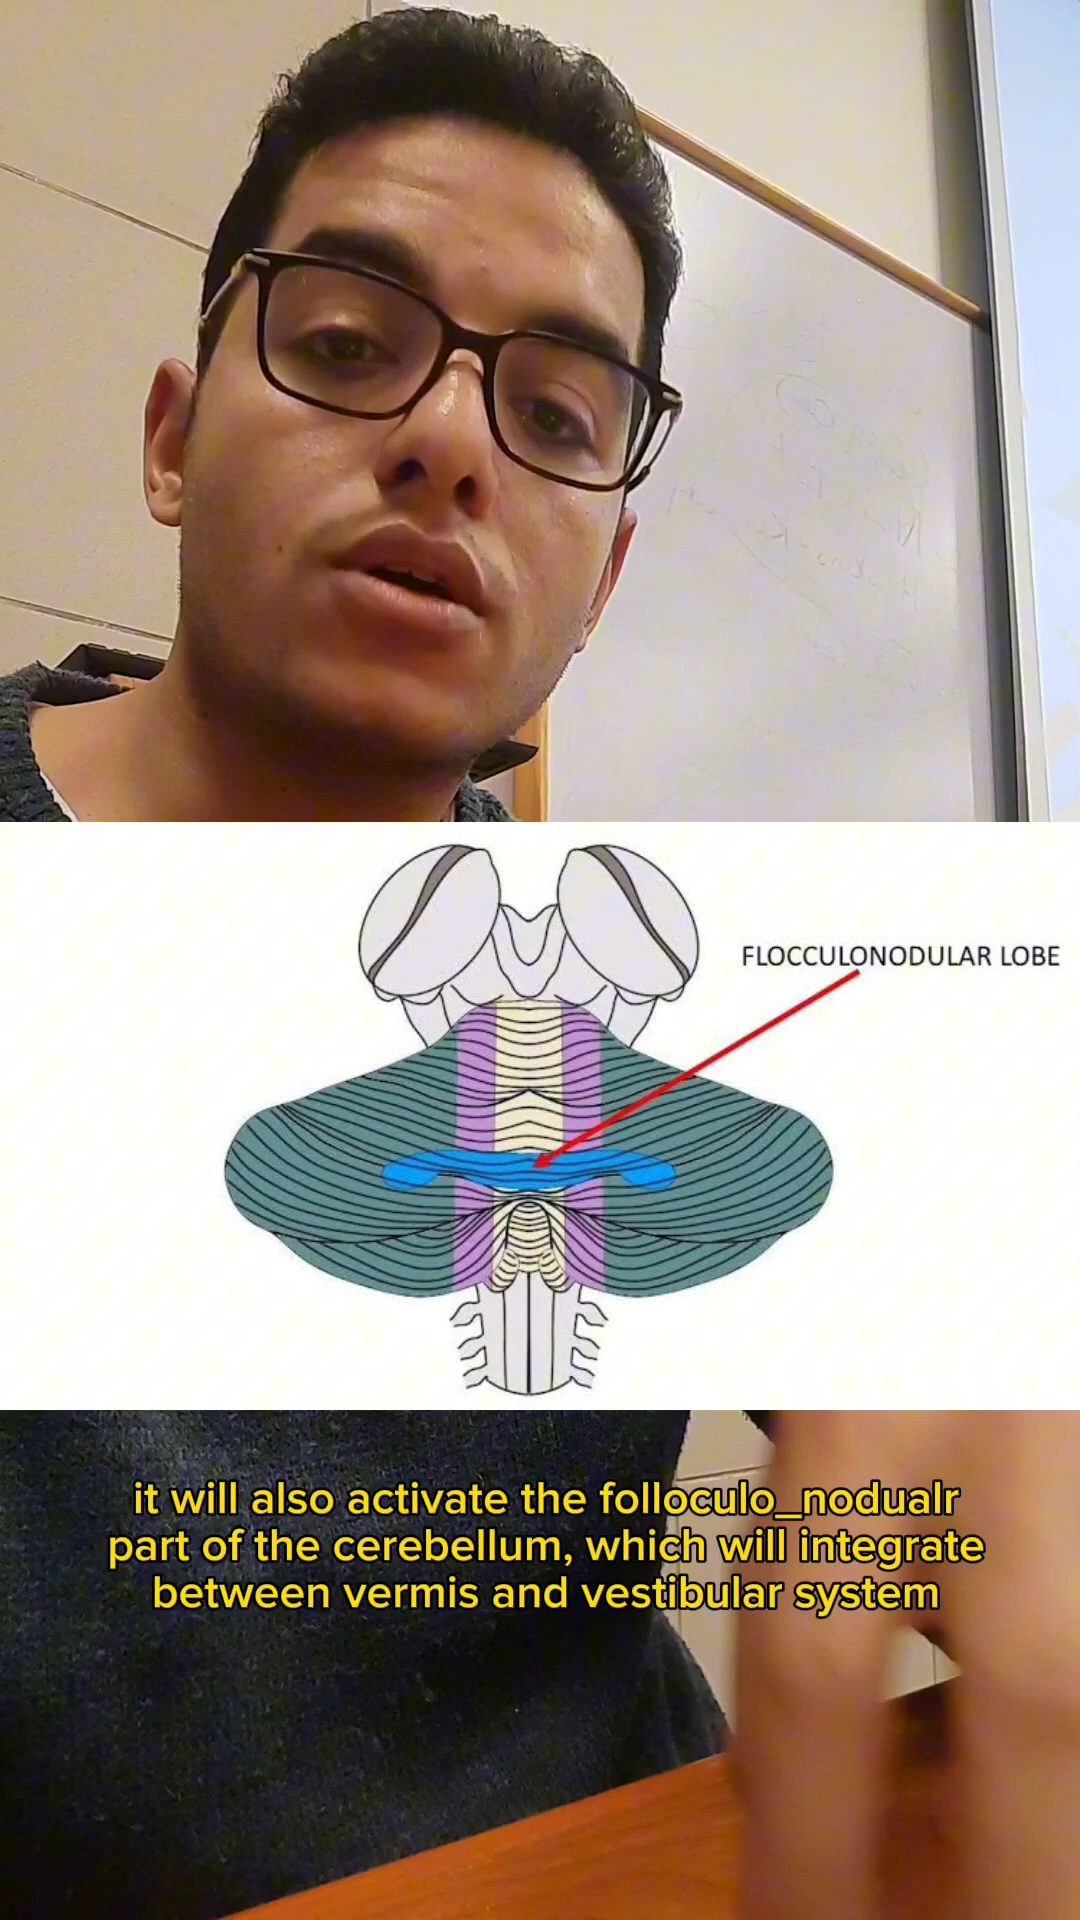 FLOCCULONODULAR LOBE
it will also activate the folloculo_nodualr
part of the cerebellum, which will integrate
between vermis and vestibular system